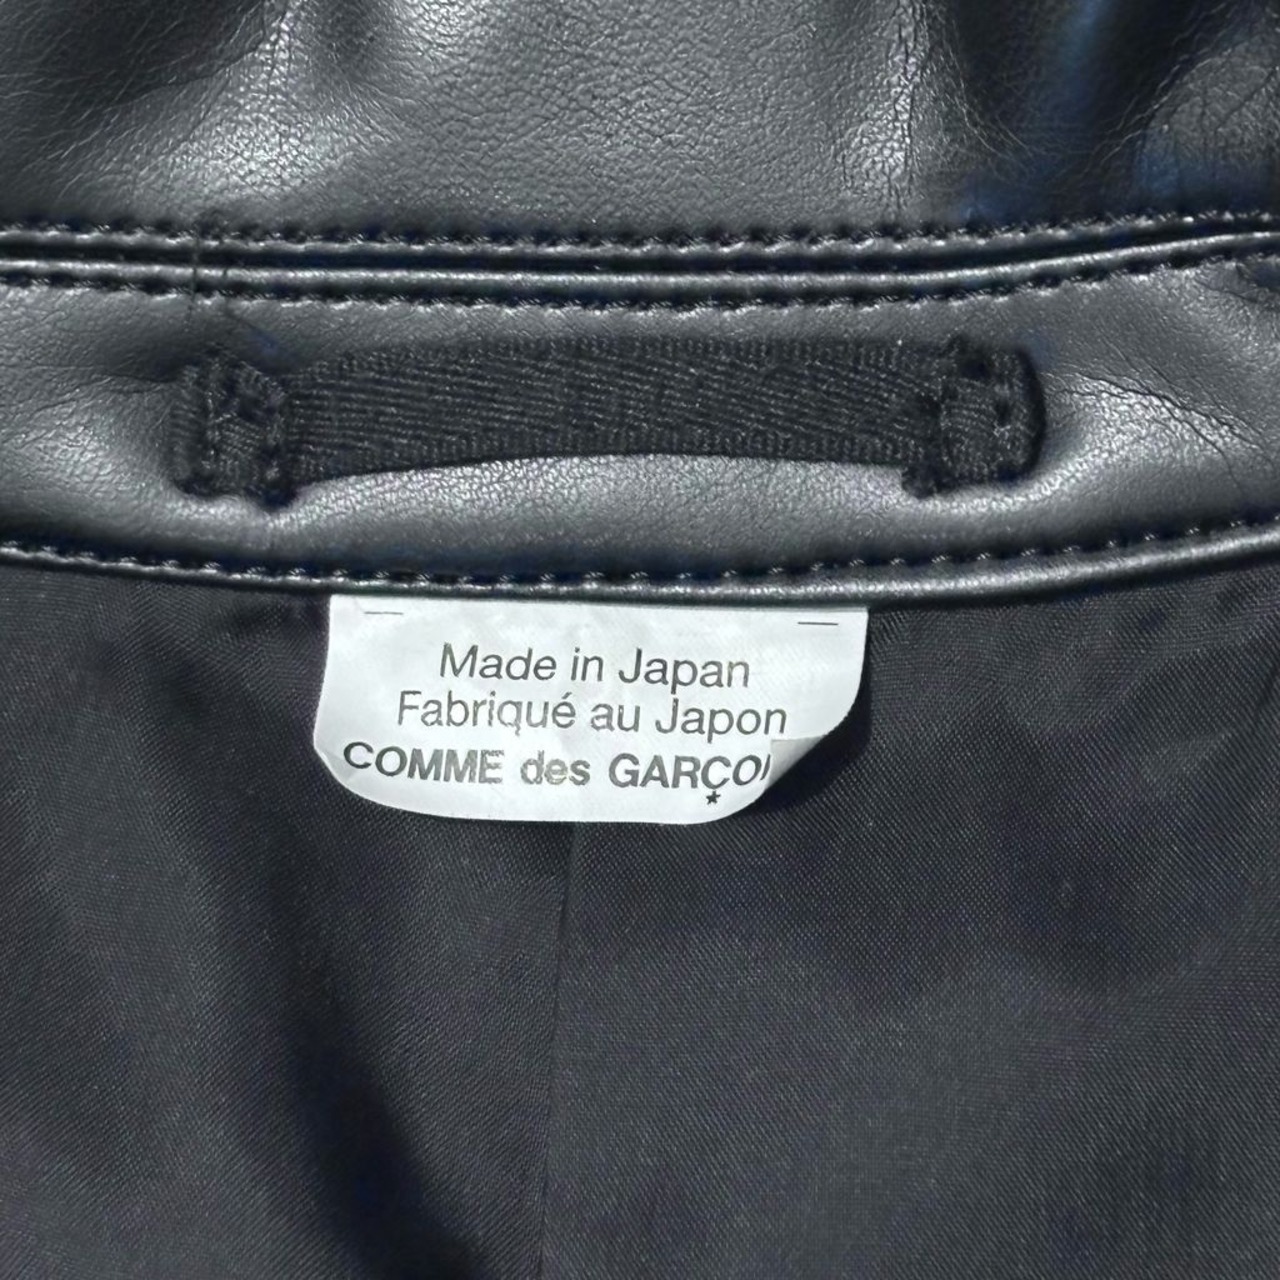 Made in Japan
Fabriqué au Japon
COMME des GARÇO